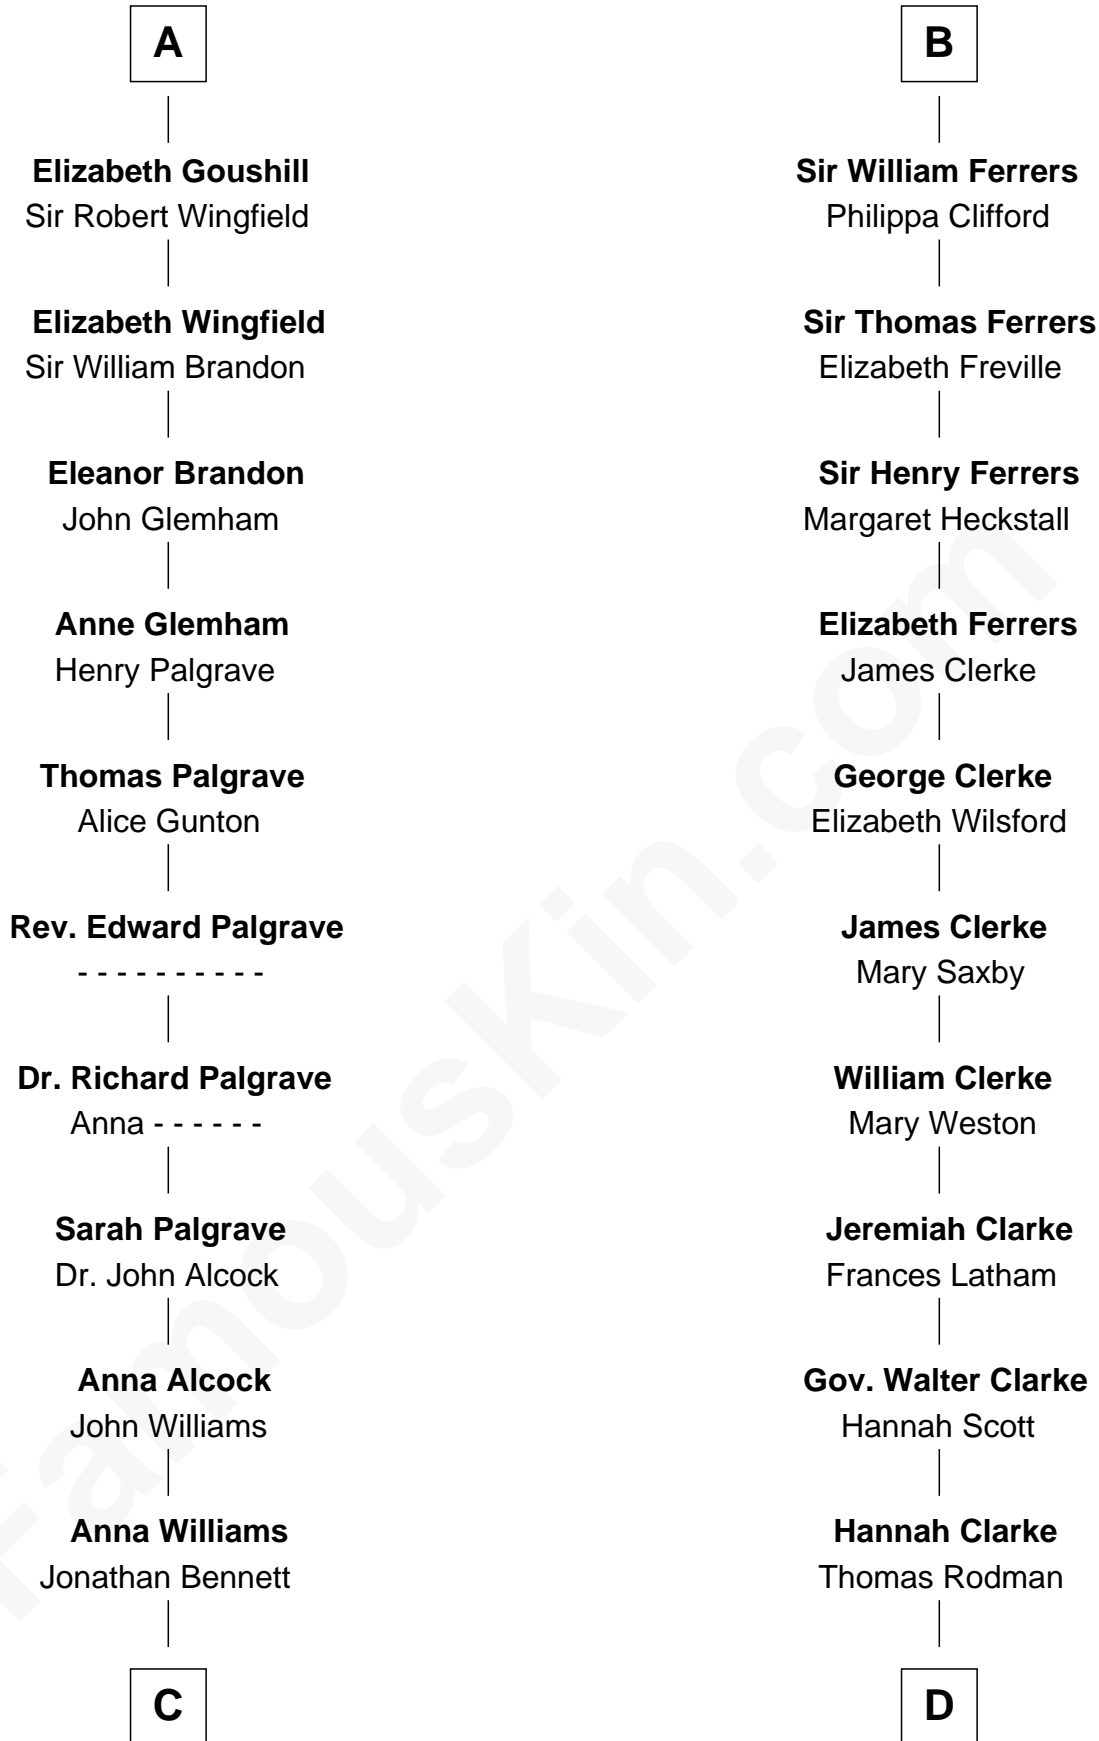 A
Elizabeth Goushill
Sir Robert Wingfield
Elizabeth Wingfield
Sir William Brandon
Eleanor Brandon
John Glemham
Anne Glemham
Henry Palgrave
Thomas Palgrave
Alice Gunton
Rev. Edward Palgrave
- - - - - - - - - -
Dr. Richard Palgrave
Anna - - - - - -
Sarah Palgrave
Dr. John Alcock
Anna Alcock
John Williams
Anna Williams
Jonathan Bennett
C
B
Sir William Ferrers
Philippa Clifford
Sir Thomas Ferrers
Elizabeth Freville
Sir Henry Ferrers
Margaret Heckstall
Elizabeth Ferrers
James Clerke
George Clerke
Elizabeth Wilsford
James Clerke
Mary Saxby
William Clerke
Mary Weston
Jeremiah Clarke
Frances Latham
Gov. Walter Clarke
Hannah Scott
Hannah Clarke
Thomas Rodman
D
FamousKin.com